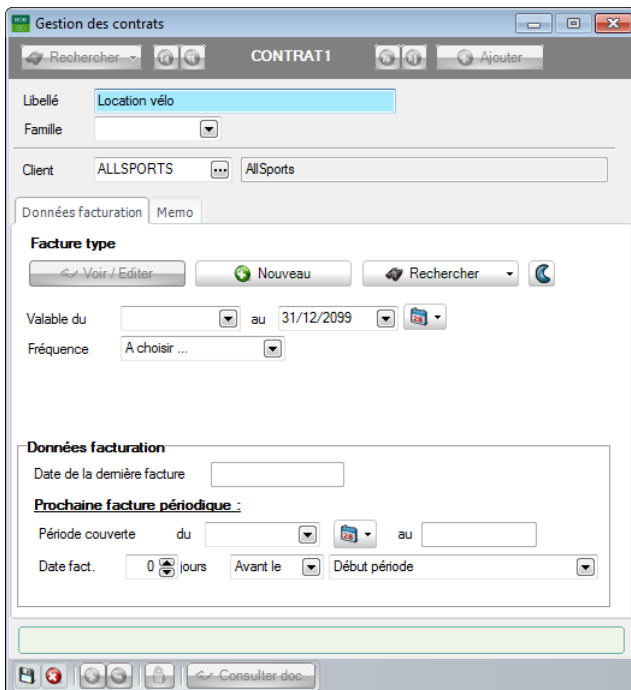 Gestion des contrats
Rechercher CONTRAT1 Ajouter
Libellé Location vélo
Famille
Client ALLSPORTS ... AllSports
Données facturation Memo
Facture type
Voir / Editer Nouveau Rechercher
Valable du au 31/12/2099
Fréquence A choisir ...
Données facturation
Date de la dernière facture
Prochaine facture périodique :
Période couverte du au
Date fact. 0 jours Avant le Début période
Consulter doc.